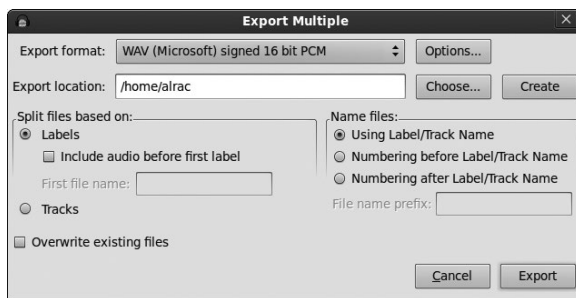 Export Multiple
Export format: WAV (Microsoft) signed 16 bit PCM Options...
Export location: /home/alrac Choose... Create
Split files based on:
Labels
Include audio before first label
First file name:
Tracks
Overwrite existing files
Name files:
Using Label/Track Name
Numbering before Label/Track Name
Numbering after Label/Track Name
File name prefix:
Cancel Export